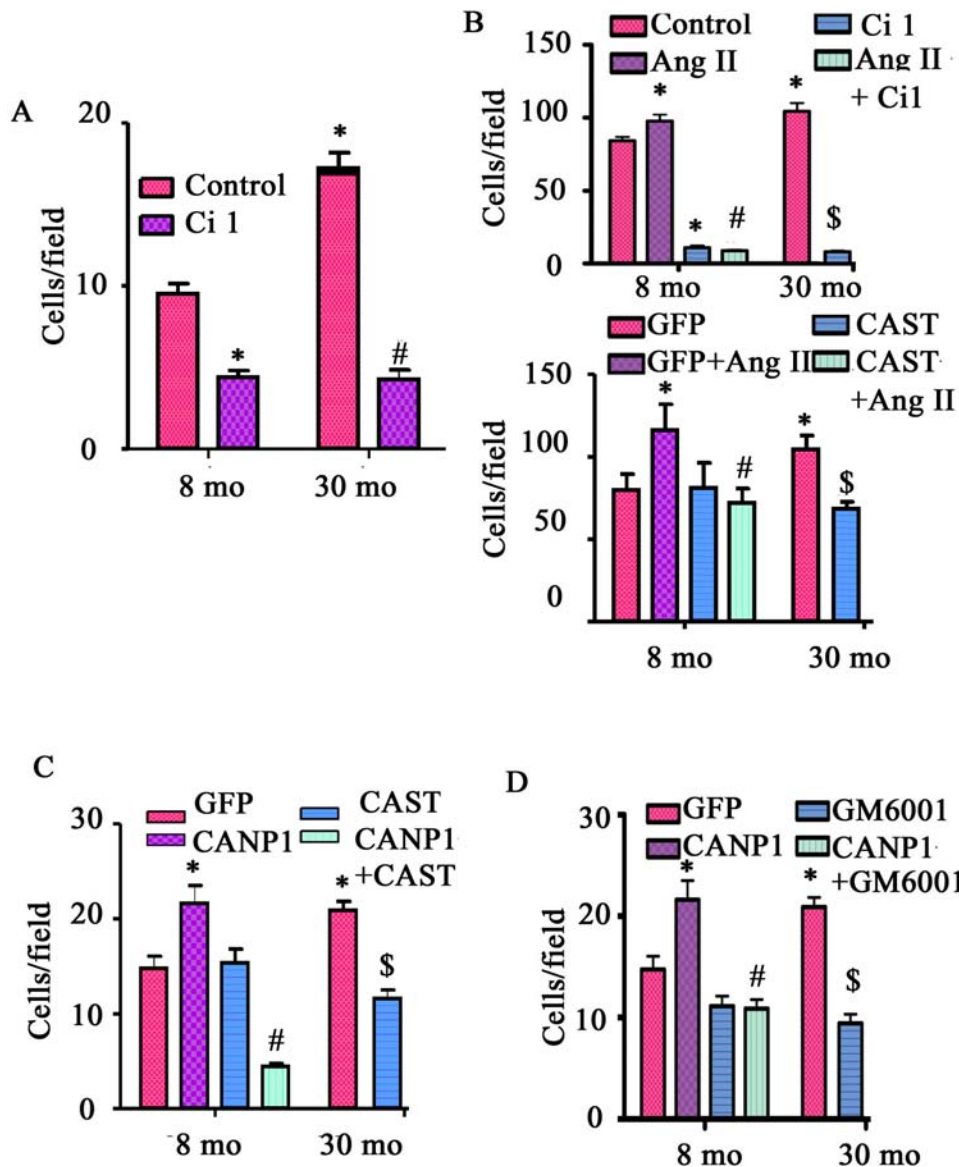 A
20
10
0
Cells/field
Control
Ci 1
*
*
#
8 mo
30 mo
B
Control
Ci 1
Ang II
Ang II
+ Ci1
150
100
50
0
Cells/field
*
*
#
*
$
8 mo
30 mo
GFP
CAST
GFP+Ang II
CAST
+Ang II
150
100
50
0
Cells/field
*
#
*
$
8 mo
30 mo
C
GFP
CAST
CANP1
CANP1
+CAST
30
20
10
0
Cells/field
*
#
*
$
8 mo
30 mo
D
GFP
GM6001
CANP1
CANP1
+GM6001
30
20
10
0
Cells/field
*
#
*
$
8 mo
30 mo